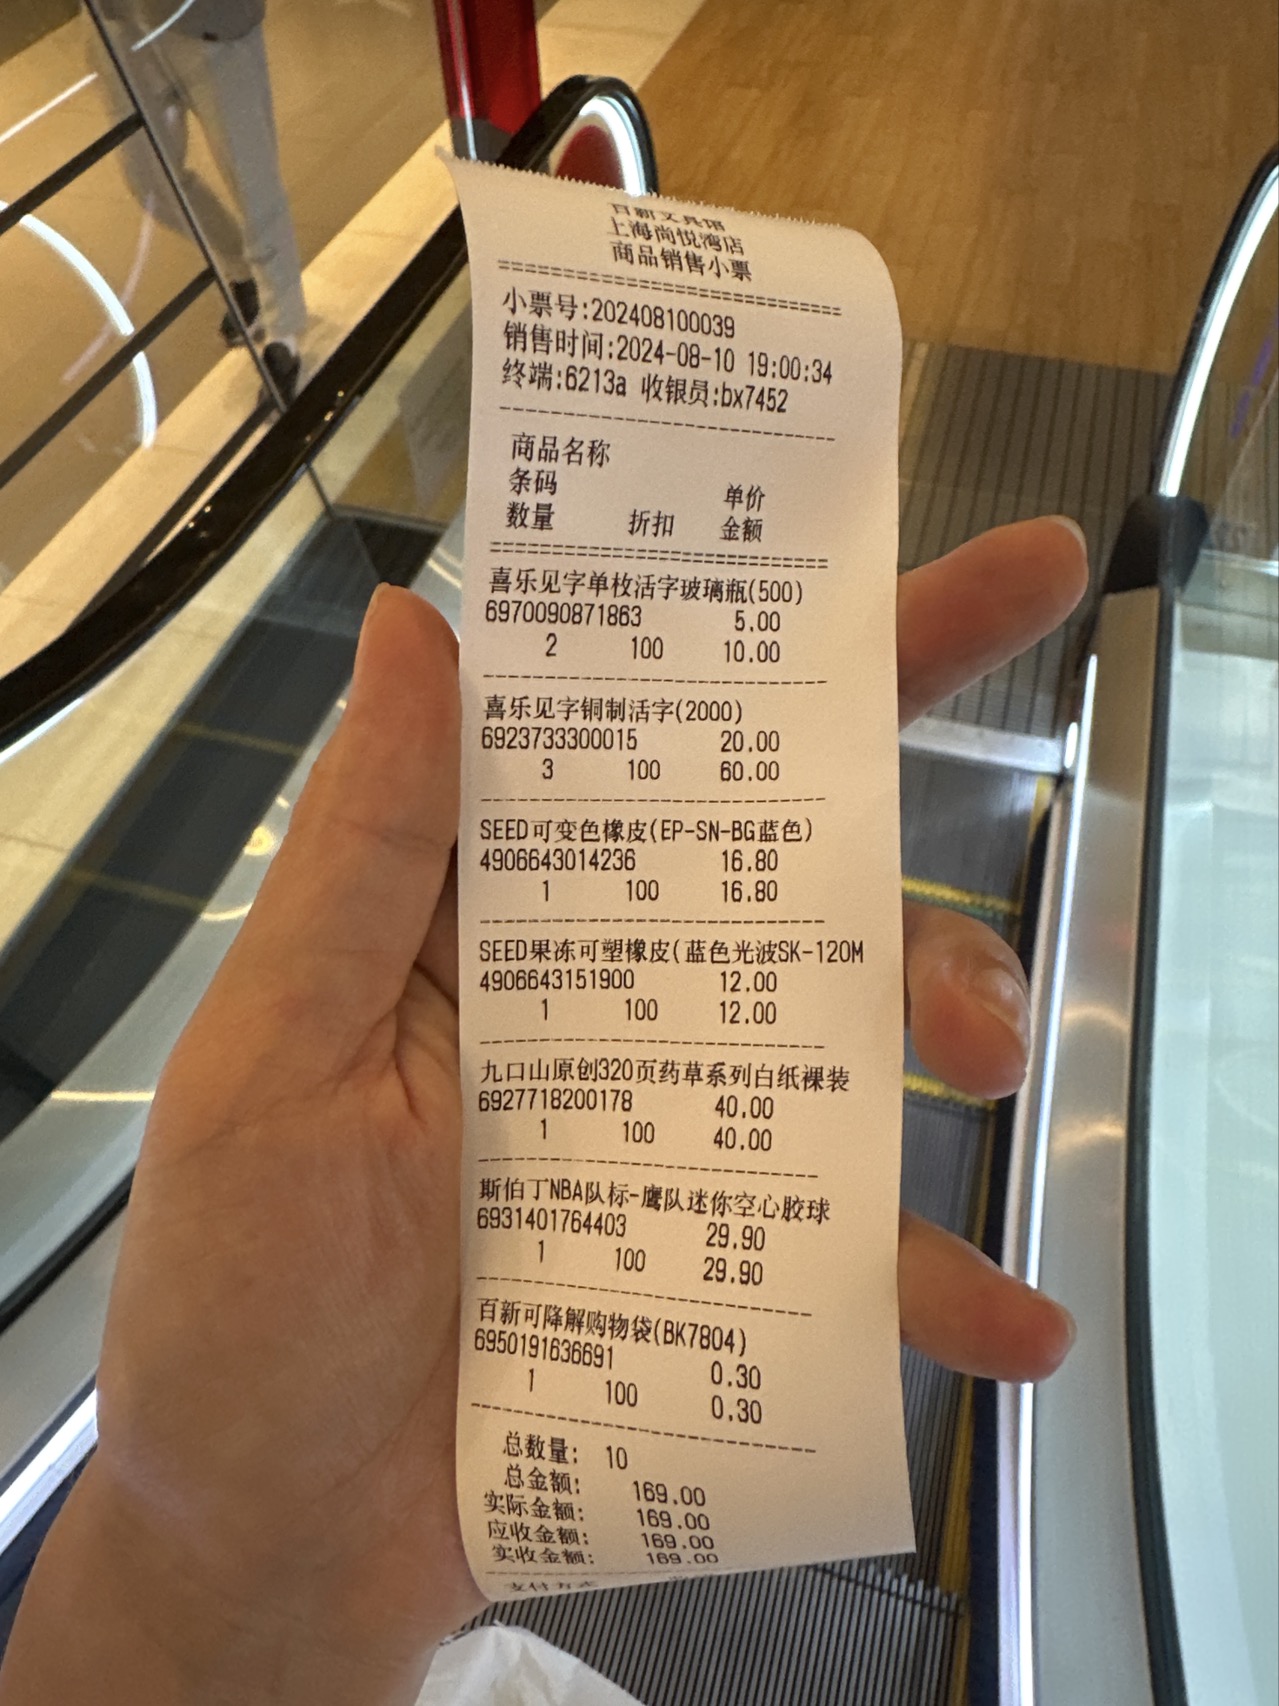 百新文具馆
上海尚悦湾店
商品销售小票
小票号:202408100039
销售时间:2024-08-10 19:00:34
终端:6213a 收银员:bx7452
商品名称
条码 单价
数量 折扣 金额
喜乐见字单枚活字玻璃瓶(500)
6970090871863 5.00
2 100 10.00
喜乐见字铜制活字(2000)
6923733300015 20.00
3 100 60.00
SEED可变色橡皮(EP-SN-BG蓝色)
4906643014236 16.80
1 100 16.80
SEED果冻可塑橡皮(蓝色光波SK-120M
4906643151900 12.00
1 100 12.00
九口山原创320页药草系列白纸裸装
6927718200178 40.00
1 100 40.00
斯伯丁NBA队标-鹰队迷你空心胶球
6931401764403 29.90
1 100 29.90
百新可降解购物袋(BK7804)
6950191636691 0.30
1 100 0.30
总数量: 10
总金额: 169.00
实际金额: 169.00
应收金额: 169.00
实收金额: 169.00
支付方式